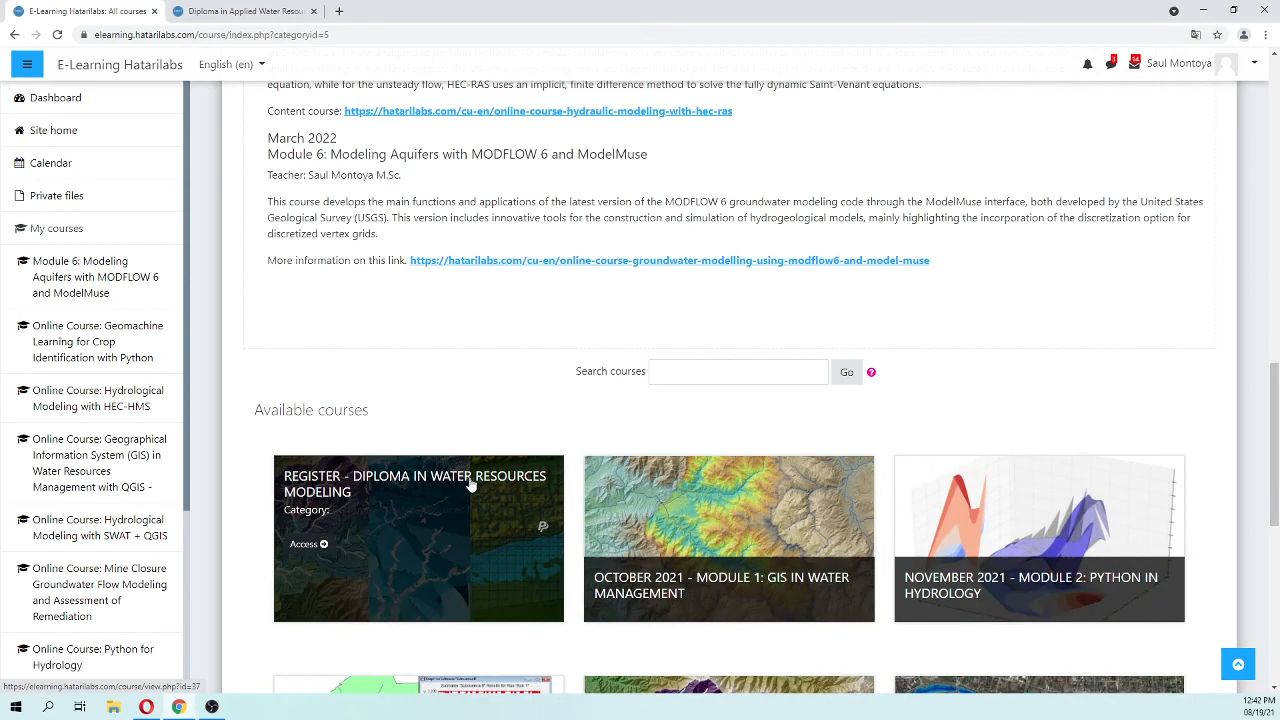 E-Learning Hatarilabs: All courses
Diploma in Available Water Resou
elearning.hatarilabs.com/course/index.php?categoryid=5
E-Learning Hatarilabs
English (en)
Saul Montoya
equation, while for the unsteady flow, HEC-RAS uses an implicit, finite difference method to solve the fully dynamic Saint-Venant equations.
Content course: https://hatarilabs.com/cu-en/online-course-hydraulic-modeling-with-hec-ras
March 2022
Module 6: Modeling Aquifers with MODFLOW 6 and ModelMuse
Teacher: Saul Montoya M.Sc.
This course develops the main functions and applications of the latest version of the MODFLOW 6 groundwater modeling code through the ModelMuse interface, both developed by the United States
Geological Survey (USGS). This version includes innovative tools for the construction and simulation of hydrogeological models, mainly highlighting the incorporation of the discretization option for
discretized vertex grids.
More information on this link. https://hatarilabs.com/cu-en/online-course-groundwater-modelling-using-modflow6-and-model-muse
Search courses
Go
Available courses
REGISTER - DIPLOMA IN WATER RESOURCES
MODELING
Category:
Access
OCTOBER 2021 - MODULE 1: GIS IN WATER
MANAGEMENT
NOVEMBER 2021 - MODULE 2: PYTHON IN
HYDROLOGY
Dashboard
Site home
Calendar
Private files
My courses
Module 6: Modeling
Aquifers with MODFLOW 6
and ModelMuse
Online Course: Geomachine
Learning for Crop
Identification with Python
Online Course: Hydrological
Modeling with HEC-HMS
Online Course: Geographic
Information System (GIS) in
Water Resources
Management with QGIS -
Online Course: Hydrological
Modeling with SWAT - QGIS
Online Course: Mine Closure
Groundwater Flow Modeling
and Assessment of
Remediation
Online Course: Python for
Hydrology
12:42 PM
08/19/21